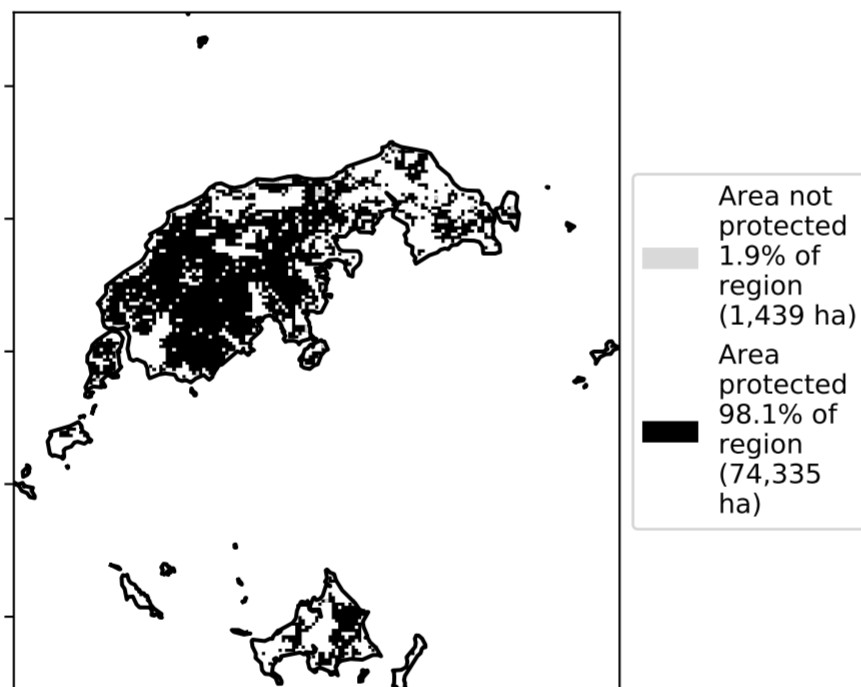 Area not
protected
1.9% of
region
(1,439 ha)
Area
protected
98.1% of
region
(74,335
ha)